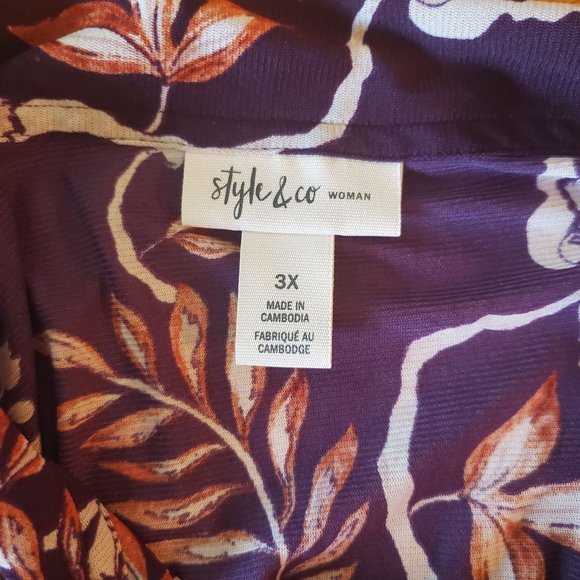 style & co WOMAN
3X
MADE IN
CAMBODIA
FABRIQUÉ AU
CAMBODGE